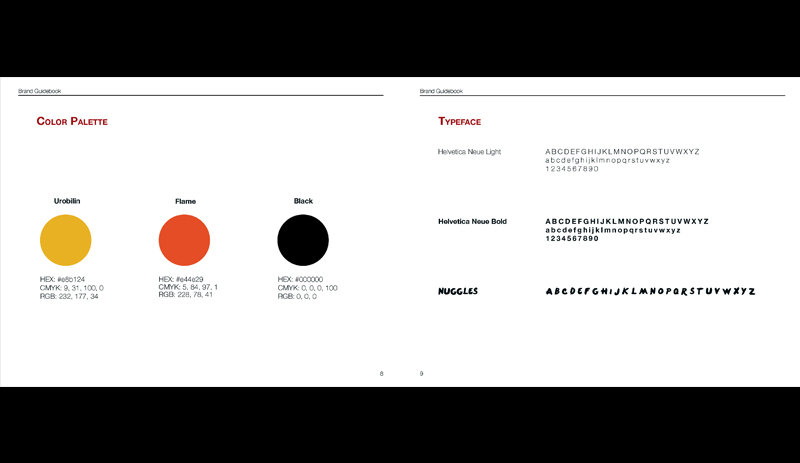 Brand Guidebook
COLOR PALETTE
Urobilin
HEX: #e8b124
CMYK: 9, 31, 100, 0
RGB: 232, 177, 34
Flame
HEX: #e44e29
CMYK: 5, 84, 97, 1
RGB: 228, 78, 41
Black
HEX: #000000
CMYK: 0, 0, 0, 100
RGB: 0, 0, 0
8
Brand Guidebook
TYPEFACE
Helvetica Neue Light
ABCDEFGHIJKLMNOPQRSTUVWXYZ
abcdefghijklmnopqrstuvwxyz
1234567890
Helvetica Neue Bold
ABCDEFGHIJKLMNOPQRSTUVWXYZ
abcdefghijklmnopqrstuvwxyz
1234567890
NUGGLES
A B C D E F G H I J K L M N O P Q R S T U V W X Y Z
9